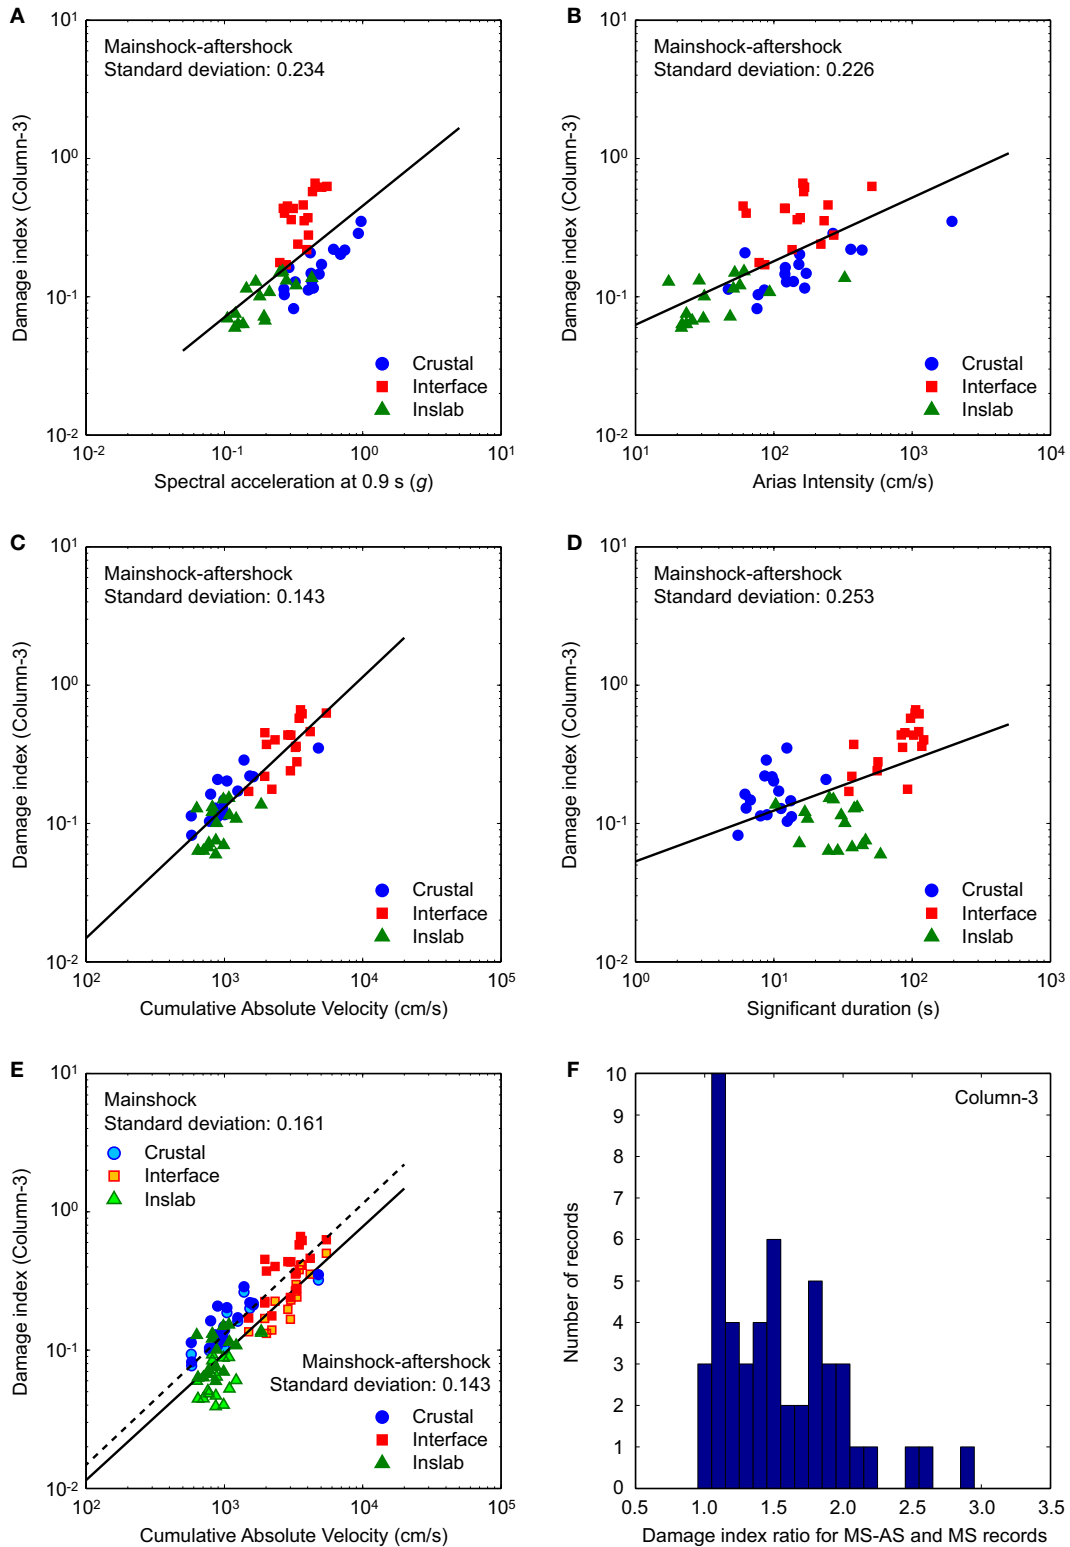 A
10^1
Mainshock-aftershock
Standard deviation: 0.234
Damage index (Column-3)
10^0
10^-1
Crustal
Interface
Inslab
10^-2
10^-2 10^-1 10^0 10^1
Spectral acceleration at 0.9 s (g)
B
10^1
Mainshock-aftershock
Standard deviation: 0.226
Damage index (Column-3)
10^0
10^-1
Crustal
Interface
Inslab
10^-2
10^1 10^2 10^3 10^4
Arias Intensity (cm/s)
C
10^1
Mainshock-aftershock
Standard deviation: 0.143
Damage index (Column-3)
10^0
10^-1
Crustal
Interface
Inslab
10^-2
10^2 10^3 10^4 10^5
Cumulative Absolute Velocity (cm/s)
D
10^1
Mainshock-aftershock
Standard deviation: 0.253
Damage index (Column-3)
10^0
10^-1
Crustal
Interface
Inslab
10^-2
10^0 10^1 10^2 10^3
Significant duration (s)
E
10^1
Mainshock
Standard deviation: 0.161
Crustal
Interface
Inslab
Damage index (Column-3)
10^0
10^-1
Mainshock-aftershock
Standard deviation: 0.143
Crustal
Interface
Inslab
10^-2
10^2 10^3 10^4 10^5
Cumulative Absolute Velocity (cm/s)
F
Column-3
Number of records
10
9
8
7
6
5
4
3
2
1
0
0.5 1.0 1.5 2.0 2.5 3.0 3.5
Damage index ratio for MS-AS and MS records